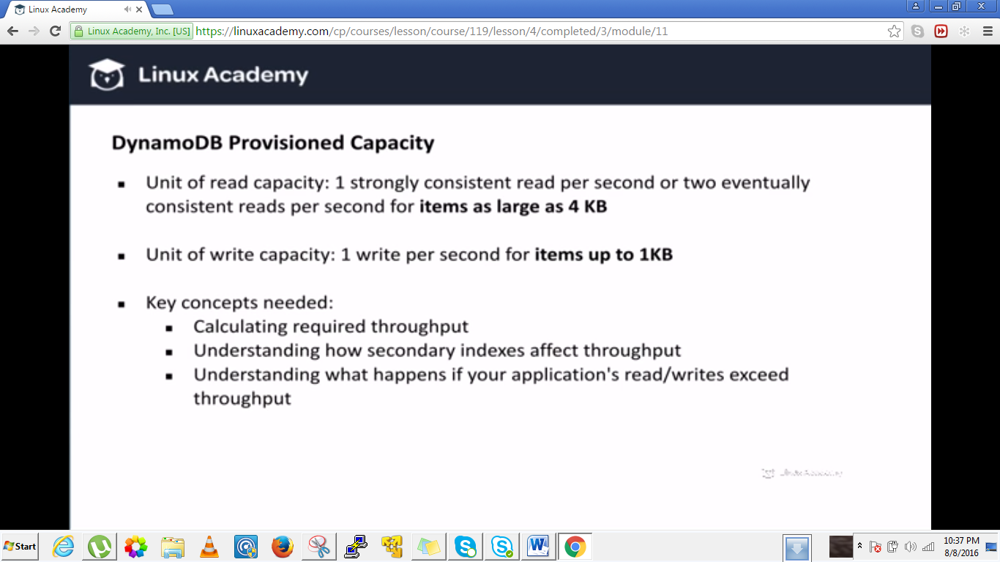 Linux Academy
Linux Academy, Inc. [US] https://linuxacademy.com/cp/courses/lesson/course/119/lesson/4/completed/3/module/11
Linux Academy
DynamoDB Provisioned Capacity
▪ Unit of read capacity: 1 strongly consistent read per second or two eventually
consistent reads per second for items as large as 4 KB
▪ Unit of write capacity: 1 write per second for items up to 1KB
▪ Key concepts needed:
▪ Calculating required throughput
▪ Understanding how secondary indexes affect throughput
▪ Understanding what happens if your application's read/writes exceed
throughput
Linux Academy
Start
10:37 PM
8/8/2016